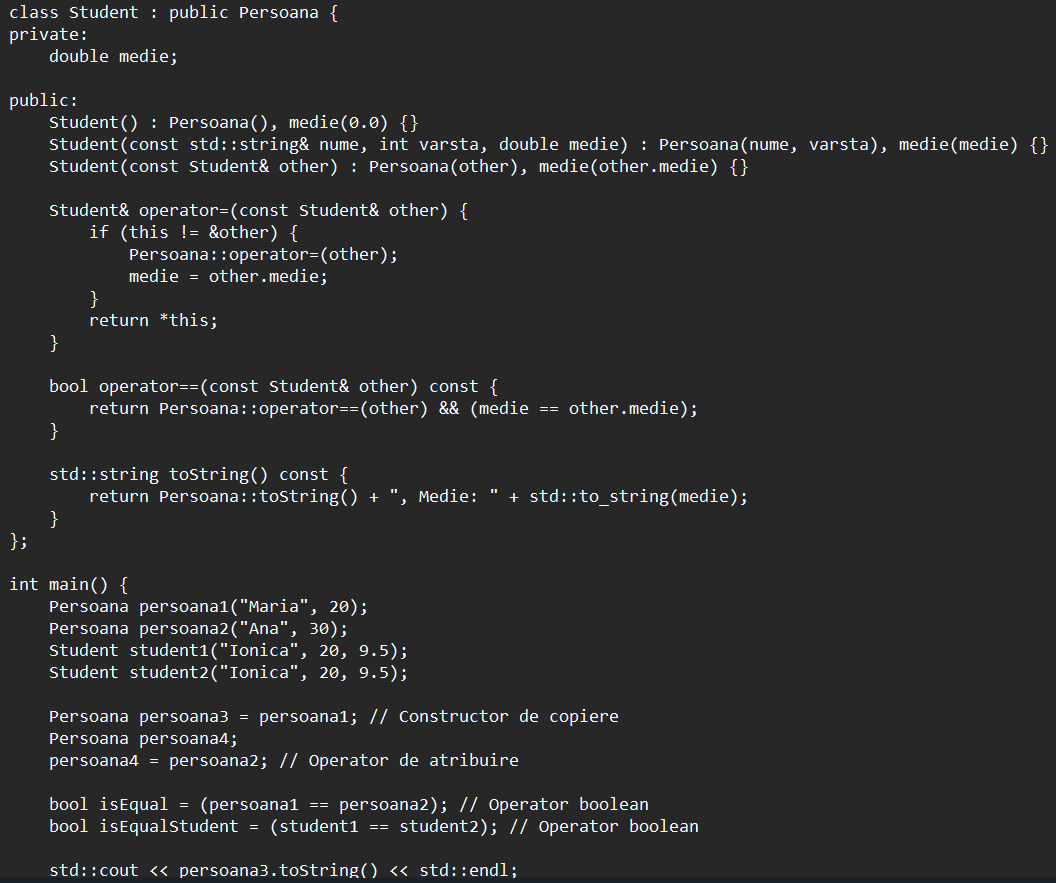 class Student : public Persoana {
private:
    double medie;

public:
    Student() : Persoana(), medie(0.0) {}
    Student(const std::string& nume, int varsta, double medie) : Persoana(nume, varsta), medie(medie) {}
    Student(const Student& other) : Persoana(other), medie(other.medie) {}

    Student& operator=(const Student& other) {
        if (this != &other) {
            Persoana::operator=(other);
            medie = other.medie;
        }
        return *this;
    }

    bool operator==(const Student& other) const {
        return Persoana::operator==(other) && (medie == other.medie);
    }

    std::string toString() const {
        return Persoana::toString() + ", Medie: " + std::to_string(medie);
    }
};

int main() {
    Persoana persoana1("Maria", 20);
    Persoana persoana2("Ana", 30);
    Student student1("Ionica", 20, 9.5);
    Student student2("Ionica", 20, 9.5);

    Persoana persoana3 = persoana1; // Constructor de copiere
    Persoana persoana4;
    persoana4 = persoana2; // Operator de atribuire

    bool isEqual = (persoana1 == persoana2); // Operator boolean
    bool isEqualStudent = (student1 == student2); // Operator boolean

    std::cout << persoana3.toString() << std::endl;